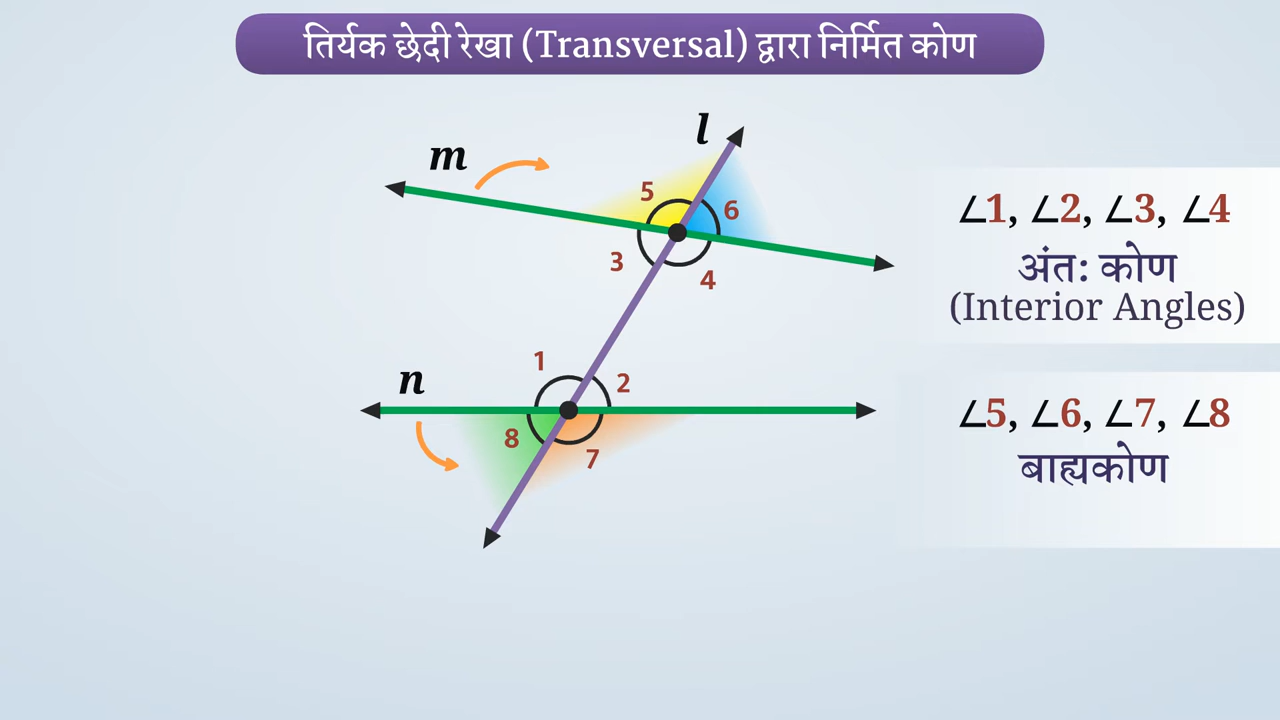 तिर्यक छेदी रेखा (Transversal) द्वारा निर्मित कोण
l
m
5
6
3
4
∠1, ∠2, ∠3, ∠4
अंतः कोण
(Interior Angles)
n
1
2
8
7
∠5, ∠6, ∠7, ∠8
बाह्यकोण